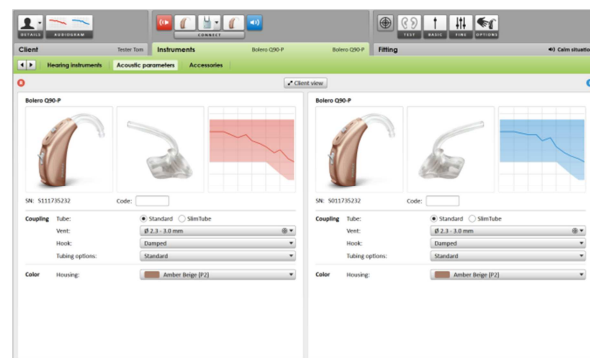 DETAILS AUDIOGRAM CONNECT TEST BASIC FINE OPTIONS
Client Tester Tom Instruments Bolero Q90-P Bolero Q90-P Fitting Calm situatio
Hearing instruments Acoustic parameters Accessories
Client view
Bolero Q90-P
SN: S111735232 Code:
Coupling Tube: Standard SlimTube
Vent: Ø 2.3 - 3.0 mm
Hook: Damped
Tubing options: Standard
Color Housing: Amber Beige (P2)
Bolero Q90-P
SN: S011735232 Code:
Coupling Tube: Standard SlimTube
Vent: Ø 2.3 - 3.0 mm
Hook: Damped
Tubing options: Standard
Color Housing: Amber Beige (P2)